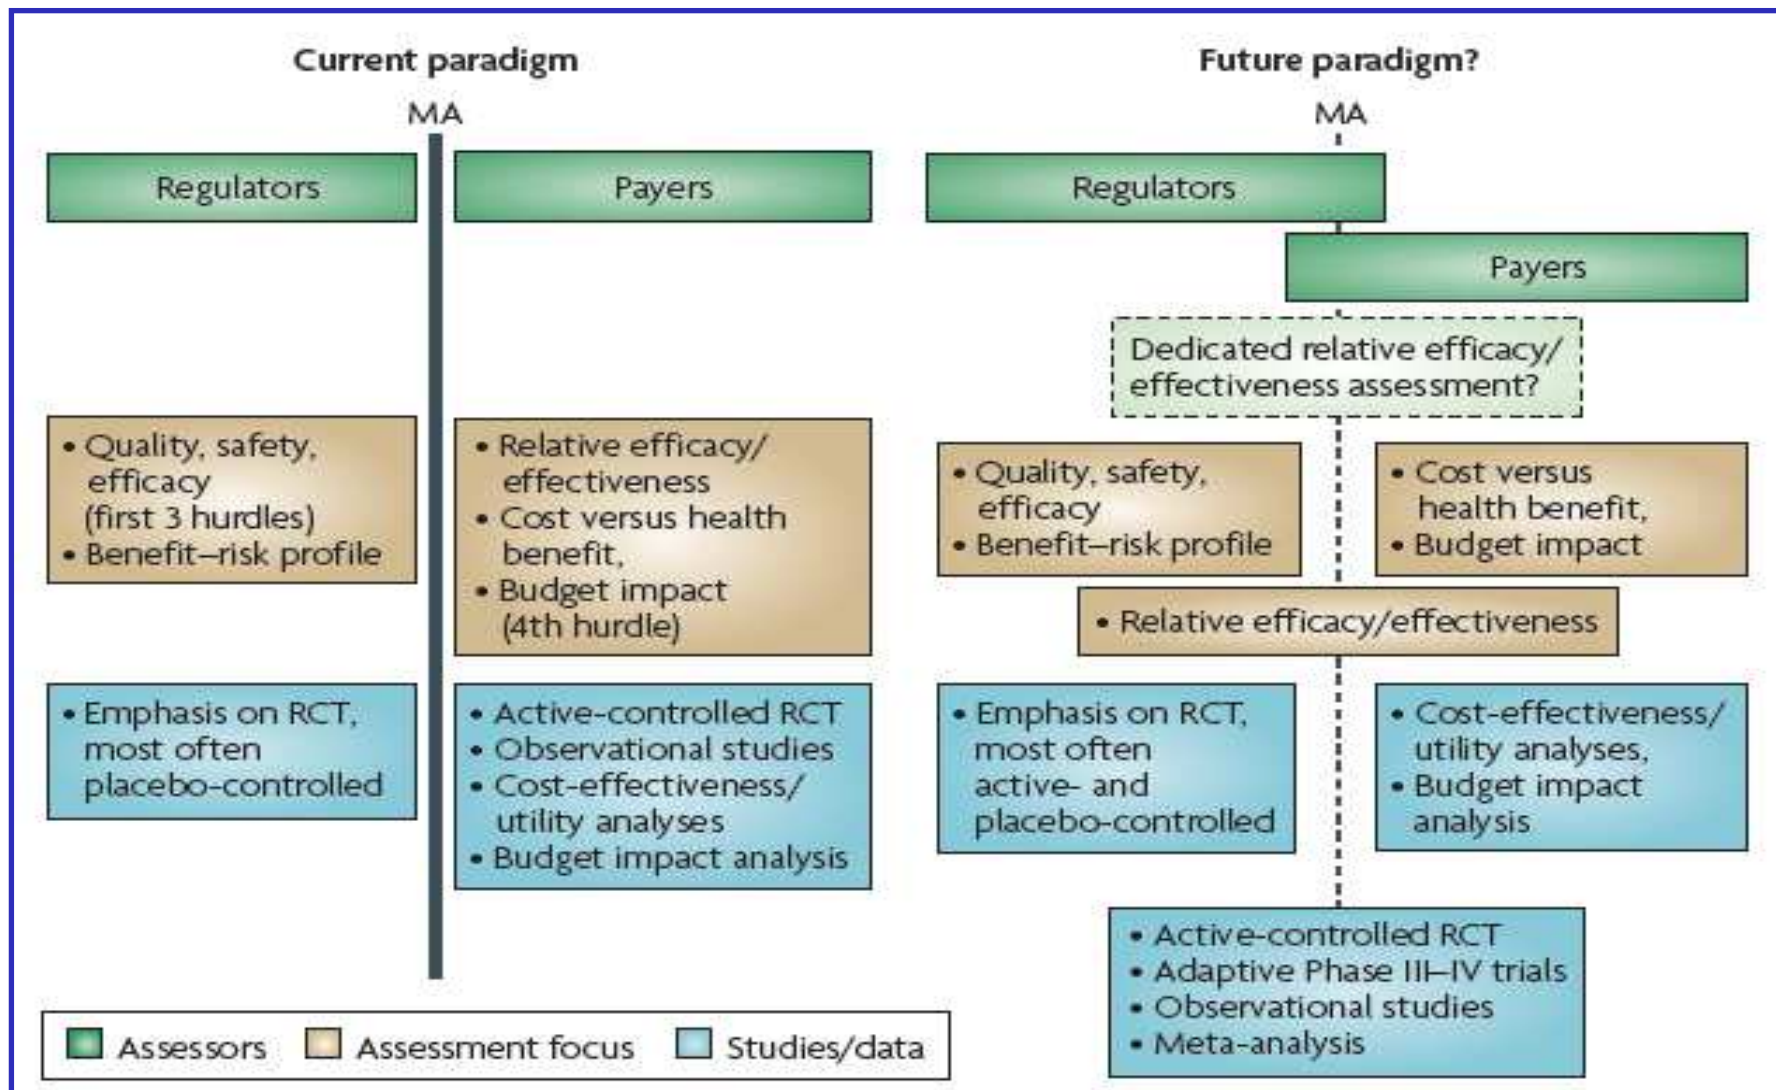 Current paradigm
MA
Regulators
Payers
• Quality, safety,
efficacy
(first 3 hurdles)
• Benefit–risk profile
• Relative efficacy/
effectiveness
• Cost versus health
benefit,
• Budget impact
(4th hurdle)
• Emphasis on RCT,
most often
placebo-controlled
• Active-controlled RCT
• Observational studies
• Cost-effectiveness/
utility analyses
• Budget impact analysis
Future paradigm?
MA
Regulators
Payers
Dedicated relative efficacy/
effectiveness assessment?
• Quality, safety,
efficacy
• Benefit–risk profile
• Cost versus
health benefit,
• Budget impact
• Relative efficacy/effectiveness
• Emphasis on RCT,
most often
active- and
placebo-controlled
• Cost-effectiveness/
utility analyses,
• Budget impact
analysis
• Active-controlled RCT
• Adaptive Phase III–IV trials
• Observational studies
• Meta-analysis
Assessors
Assessment focus
Studies/data